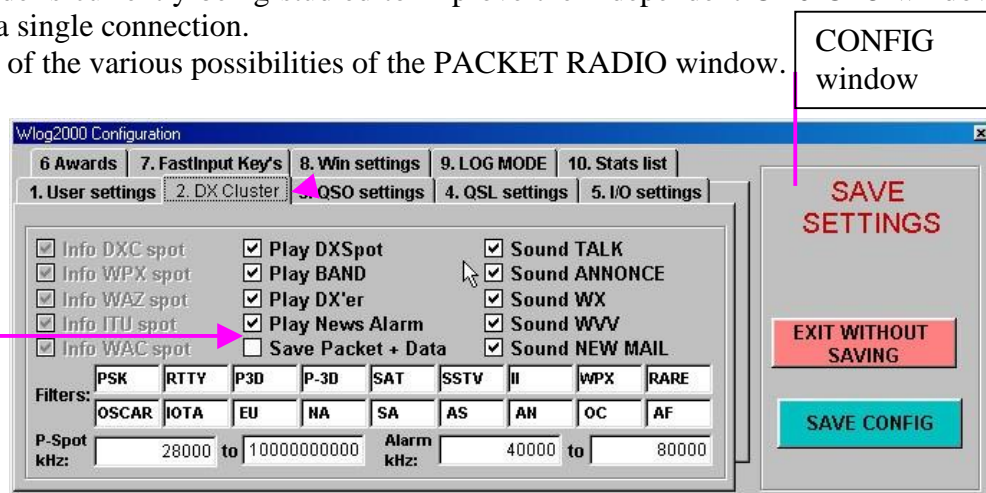 a single connection.
of the various possibilities of the PACKET RADIO window.
CONFIG
window
Wlog2000 Configuration
6 Awards 7. FastInput Key's 8. Win settings 9. LOG MODE 10. Stats list
1. User settings 2. DX Cluster QSO settings 4. QSL settings 5. I/O settings
Info DXC spot Play DXSpot Sound TALK
Info WPX spot Play BAND Sound ANNONCE
Info WAZ spot Play DX'er Sound WX
Info ITU spot Play News Alarm Sound WVV
Info WAC spot Save Packet + Data Sound NEW MAIL
Filters: PSK RTTY P3D P-3D SAT SSTV II WPX RARE
OSCAR IOTA EU NA SA AS AN OC AF
P-Spot kHz: 28000 to 10000000000 Alarm kHz: 40000 to 80000
SAVE
SETTINGS
EXIT WITHOUT
SAVING
SAVE CONFIG